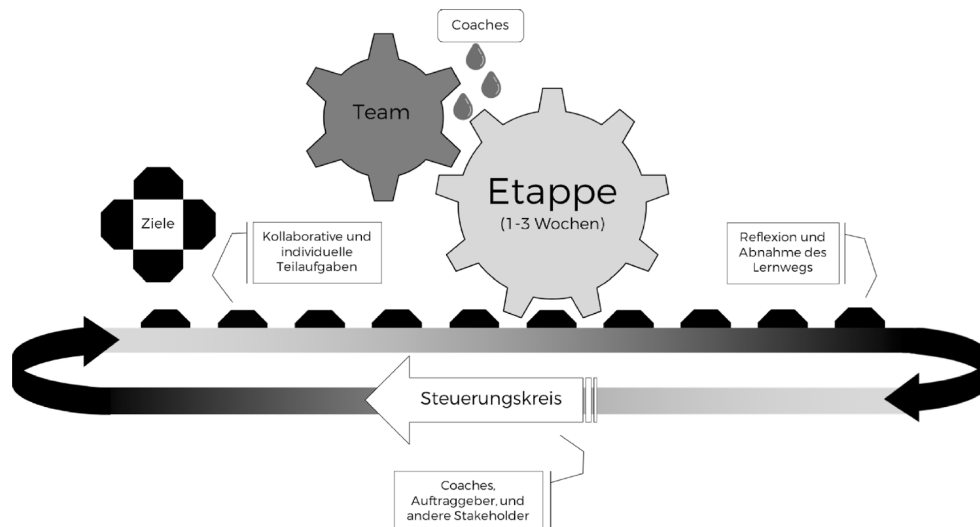 Coaches
Team
Etappe
(1-3 Wochen)
Ziele
Kollaborative und
individuelle
Teilaufgaben
Reflexion und
Abnahme des
Lernwegs
Steuerungskreis
Coaches,
Auftraggeber, und
andere Stakeholder